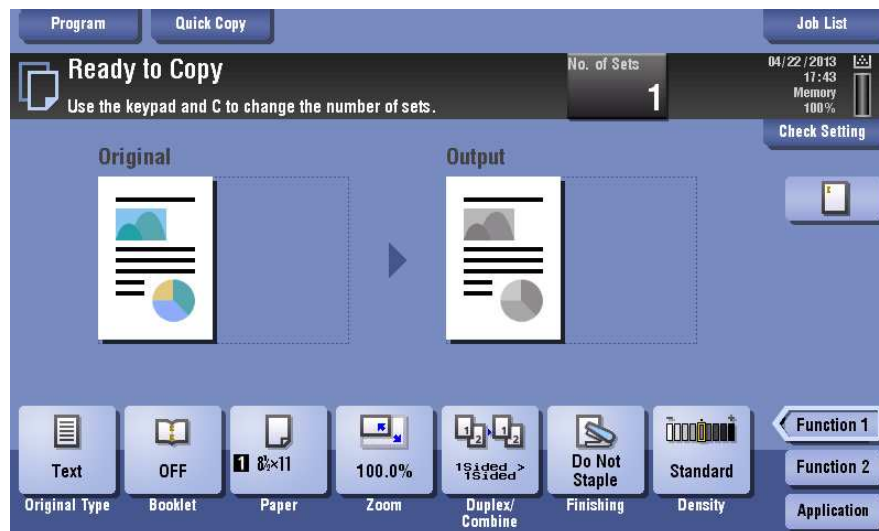 Program
Quick Copy
Job List
Ready to Copy
Use the keypad and C to change the number of sets.
No. of Sets
1
04/22/2013
17:43
Memory
100%
Check Setting
Original
Output
Text
OFF
1 8½×11
100.0%
1Sided >
1Sided
Do Not
Staple
Standard
Original Type
Booklet
Paper
Zoom
Duplex/
Combine
Finishing
Density
Function 1
Function 2
Application